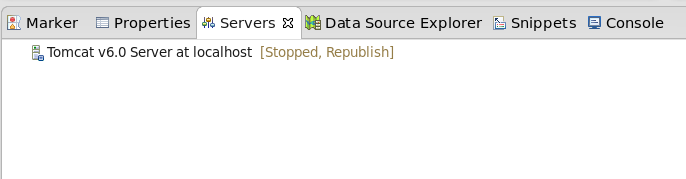 Marker Properties Servers Data Source Explorer Snippets Console
Tomcat v6.0 Server at localhost [Stopped, Republish]